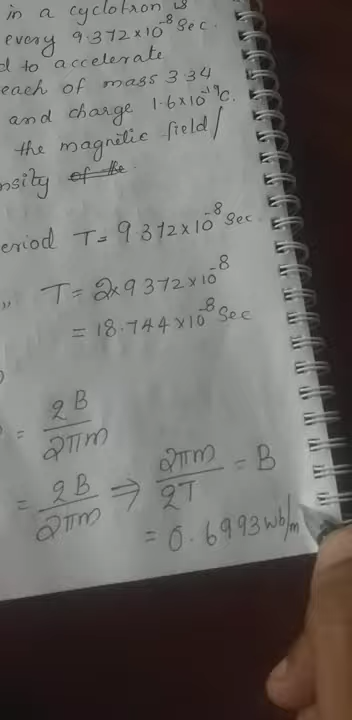 in a cyclotron is
every 9.372×10⁻⁸ Sec.
d to accelerate
each of mass 3.34
and charge 1.6×10⁻¹⁹C.
the magnetic field/
nsity of the.
eriod T = 9.372×10⁻⁸ Sec.
,, T = 2×9.372×10⁻⁸
= 18.744×10⁻⁸ Sec
= qB/2πm
= qB/2πm ⇒ 2πm/qT = B
= 0.6993 wb/m